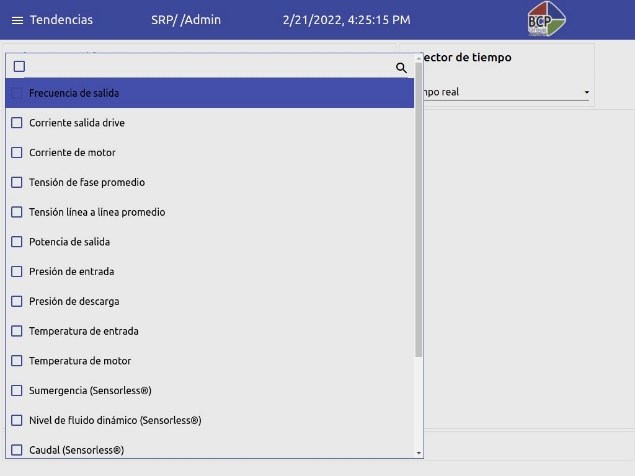 Tendencias SRP/ /Admin 2/21/2022, 4:25:15 PM BCP
ector de tiempo
Frecuencia de salida
mpo real
Corriente salida drive
Corriente de motor
Tensión de fase promedio
Tensión línea a línea promedio
Potencia de salida
Presión de entrada
Presión de descarga
Temperatura de entrada
Temperatura de motor
Sumergencia (Sensorless®)
Nivel de fluido dinámico (Sensorless®)
Caudal (Sensorless®)